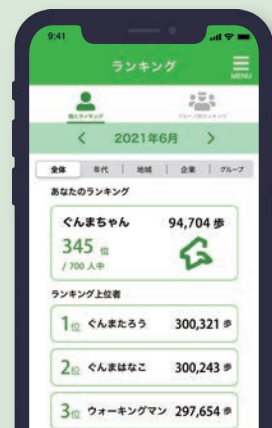 9:41
ランキング
MENU
個人ランキング
グループ別ランキング
< 2021年6月 >
全体 年代 地域 企業 グループ
あなたのランキング
ぐんまちゃん 94,704 歩
345 位
/ 700 人中
ランキング上位者
1位 ぐんまたろう 300,321 歩
2位 ぐんまはなこ 300,243 歩
3位 ウォーキングマン 297,654 歩